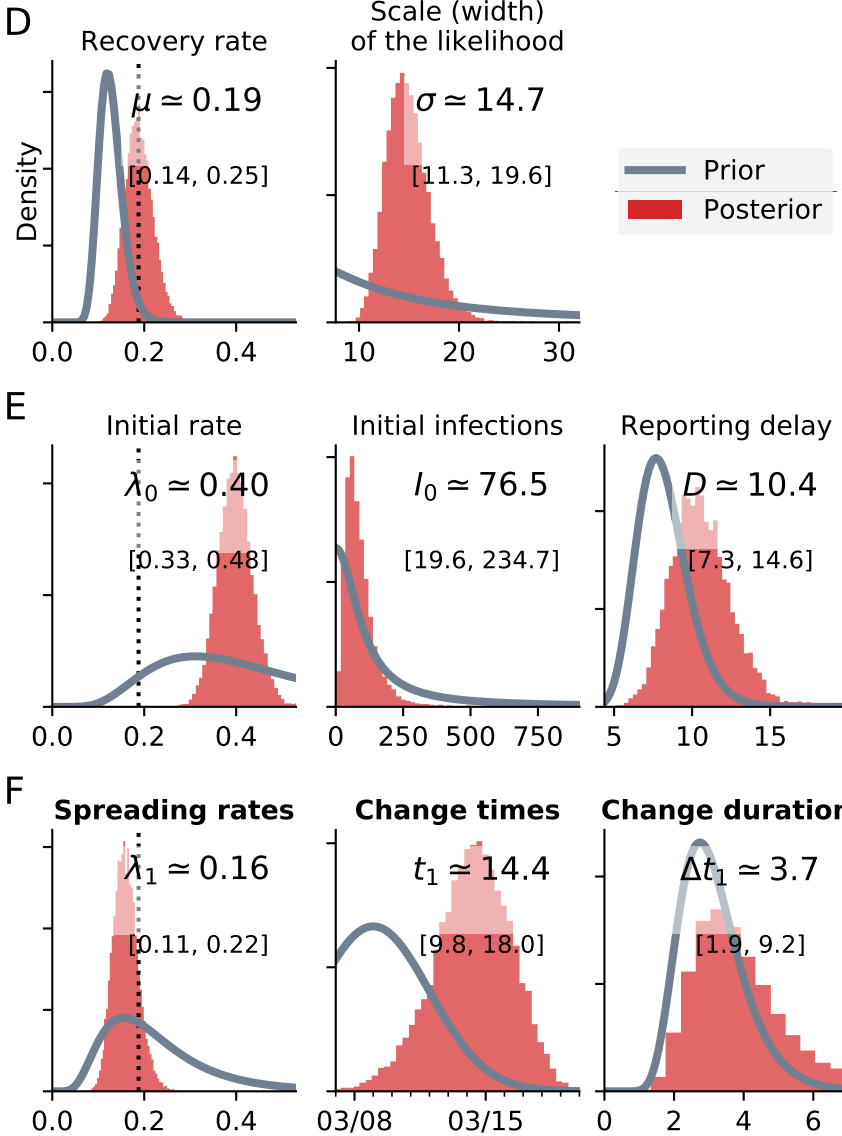 D
Recovery rate
Scale (width)
of the likelihood
Density
μ ≃ 0.19
[0.14, 0.25]
0.0 0.2 0.4
σ ≃ 14.7
[11.3, 19.6]
10 20 30
Prior
Posterior
E
Initial rate
λ0 ≃ 0.40
[0.33, 0.48]
0.0 0.2 0.4
Initial infections
I0 ≃ 76.5
[19.6, 234.7]
0 250 500 750
Reporting delay
D ≃ 10.4
[7.3, 14.6]
5 10 15
F
Spreading rates
λ1 ≃ 0.16
[0.11, 0.22]
0.0 0.2 0.4
Change times
t1 ≃ 14.4
[9.8, 18.0]
03/08 03/15
Change duration
Δt1 ≃ 3.7
[1.9, 9.2]
0 2 4 6